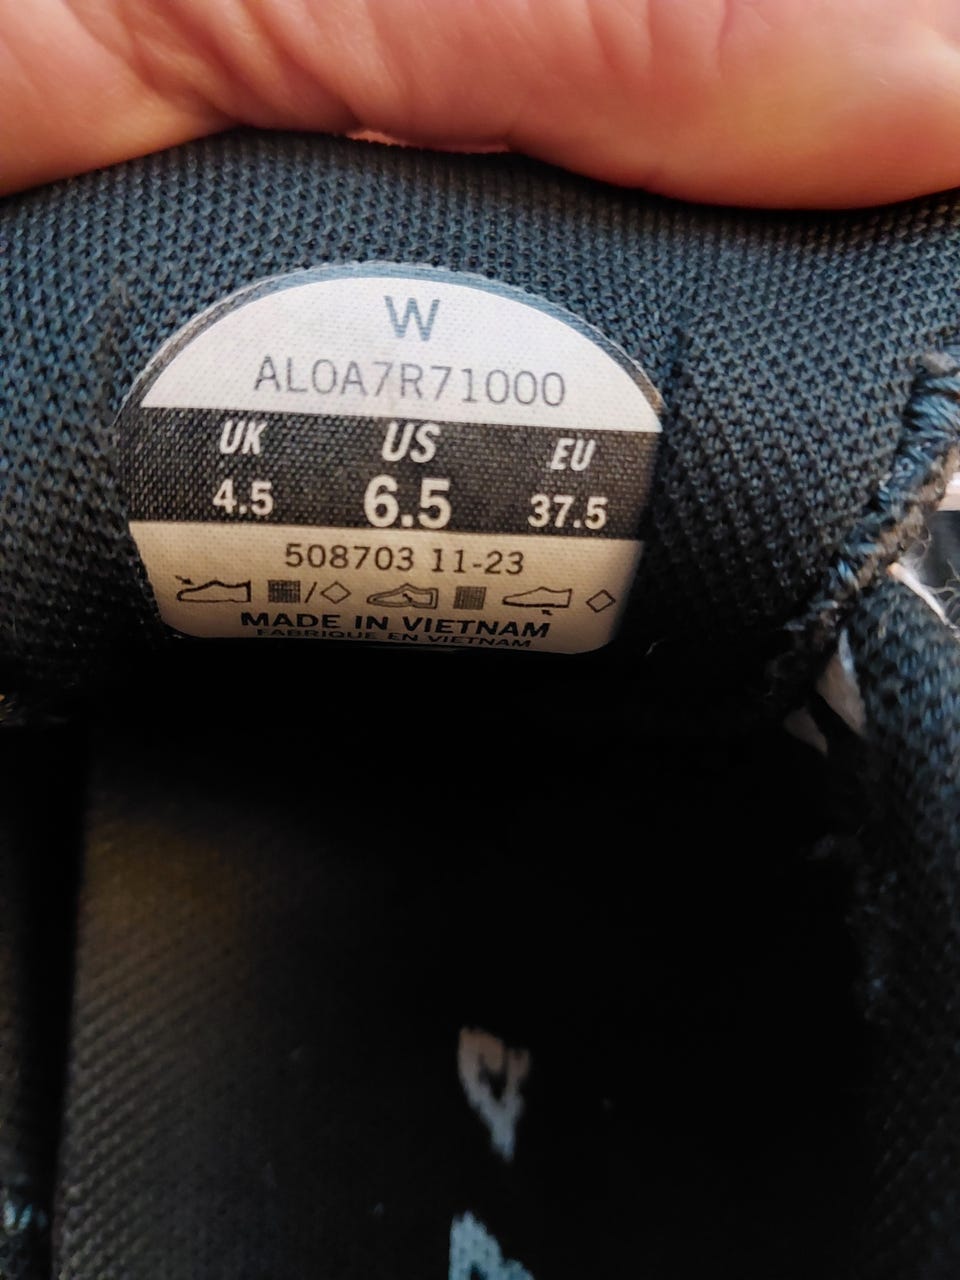 W
AL0A7R71000
UK US EU
4.5 6.5 37.5
508703 11-23
MADE IN VIETNAM
FABRIQUE EN VIETNAM